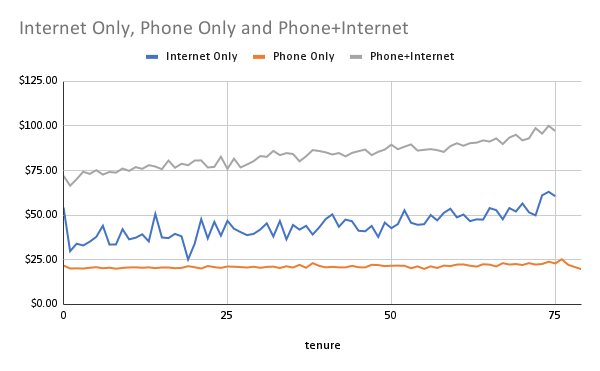 Internet Only, Phone Only and Phone+Internet
Internet Only Phone Only Phone+Internet
$125.00
$100.00
$75.00
$50.00
$25.00
$0.00
0 25 50 75
tenure